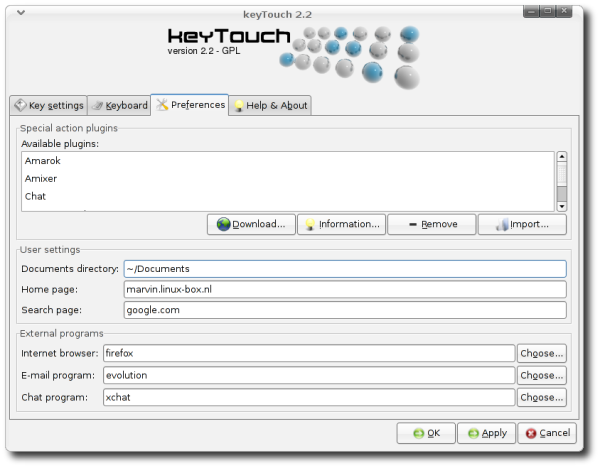 keyTouch 2.2
keyTouch
version 2.2 - GPL
Key settings Keyboard Preferences Help & About
Special action plugins
Available plugins:
Amarok
Amixer
Chat
Download... Information... Remove Import...
User settings
Documents directory: ~/Documents
Home page: marvin.linux-box.nl
Search page: google.com
External programs
Internet browser: firefox Choose...
E-mail program: evolution Choose...
Chat program: xchat Choose...
OK Apply Cancel